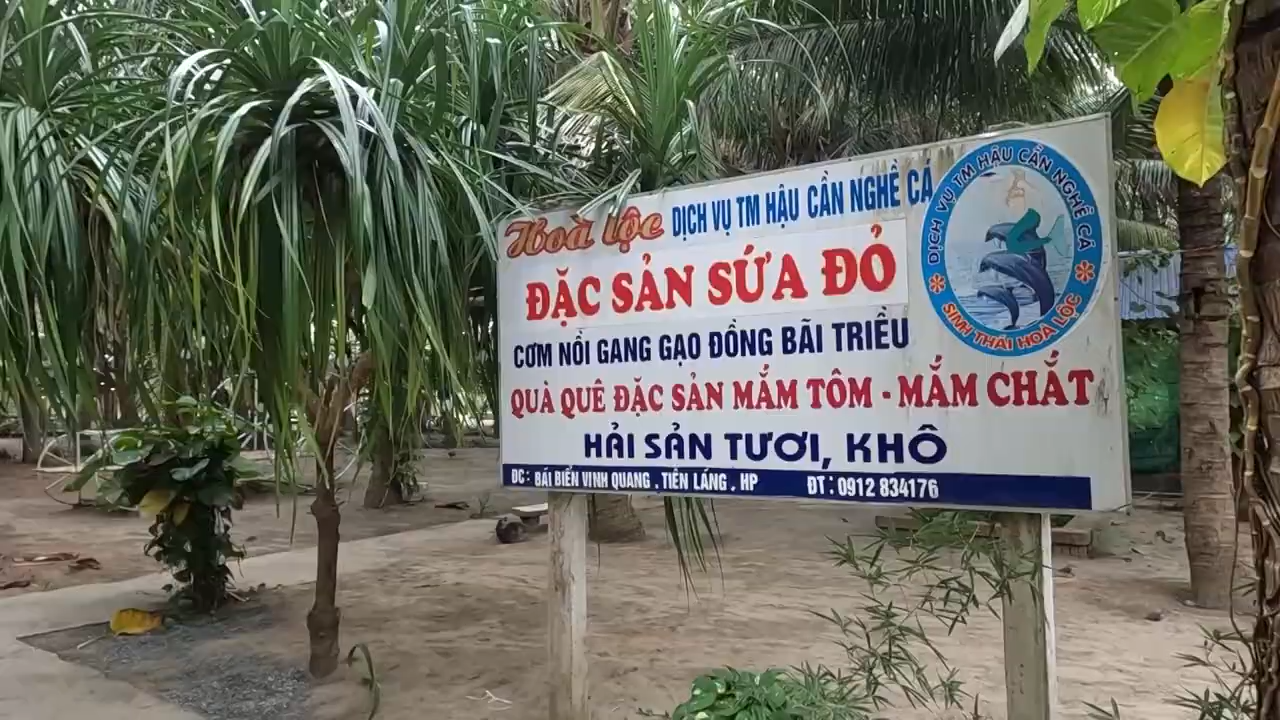 Hoà lộc DỊCH VỤ TM HẬU CẦN NGHỀ CÁ
ĐẶC SẢN SỨA ĐỎ
CƠM NỒI GANG GẠO ĐỒNG BÃI TRIỀU
QUÀ QUÊ ĐẶC SẢN MẮM TÔM - MẮM CHẮT
HẢI SẢN TƯƠI, KHÔ
ĐC: BÃI BIỂN VINH QUANG, TIÊN LÃNG, HP ĐT: 0912 834176
DỊCH VỤ TM HẬU CẦN NGHỀ CÁ
SINH THÁI HOÀ LỘC